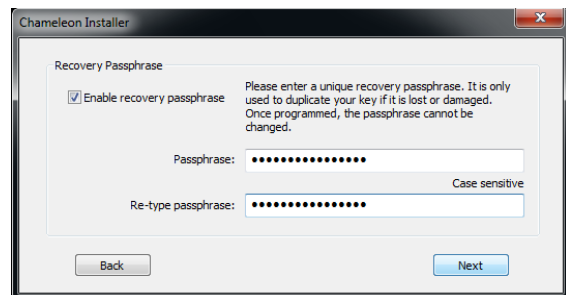 Chameleon Installer
Recovery Passphrase
Enable recovery passphrase
Please enter a unique recovery passphrase. It is only
used to duplicate your key if it is lost or damaged.
Once programmed, the passphrase cannot be
changed.
Passphrase: ••••••••••••••••
Case sensitive
Re-type passphrase: ••••••••••••••••
Back
Next